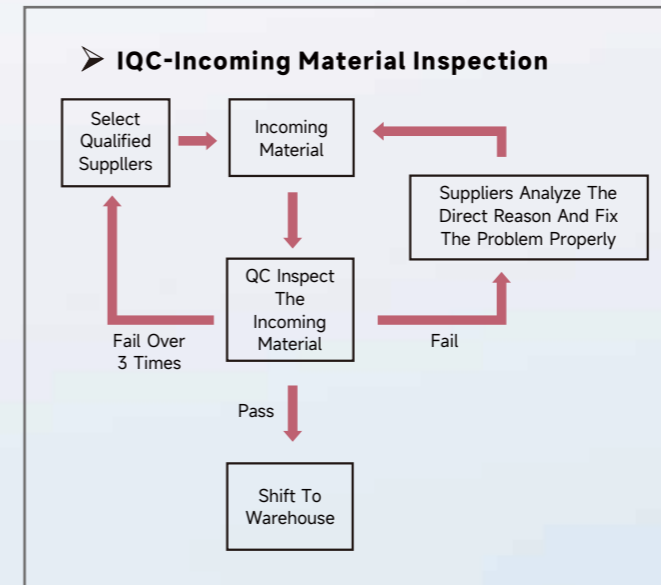 ➤ IQC-Incoming Material Inspection
Select
Qualified
Suppllers
Incoming
Material
Suppliers Analyze The
Direct Reason And Fix
The Problem Properly
QC Inspect
The
Incoming
Material
Fail Over
3 Times
Fail
Pass
Shift To
Warehouse